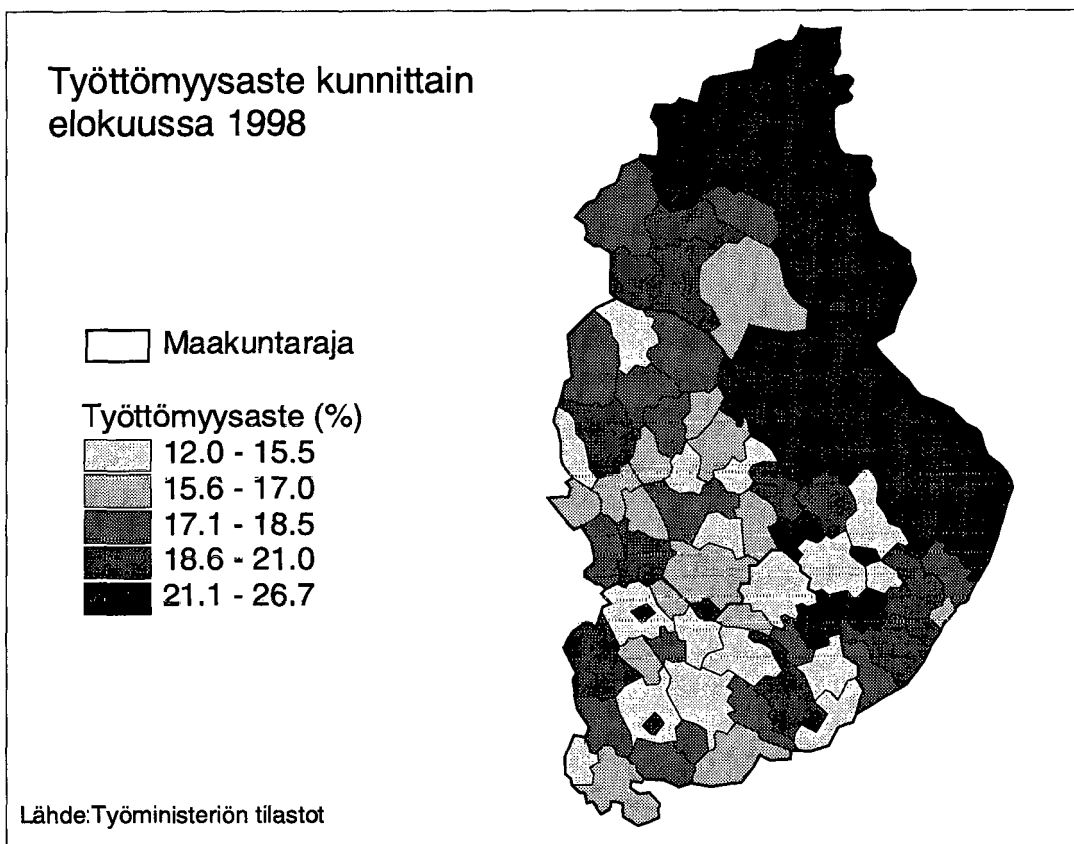 Työttömyysaste kunnittain
elokuussa 1998
Maakuntaraja
Työttömyysaste (%)
12.0 - 15.5
15.6 - 17.0
17.1 - 18.5
18.6 - 21.0
21.1 - 26.7
Lähde:Työministeriön tilastot